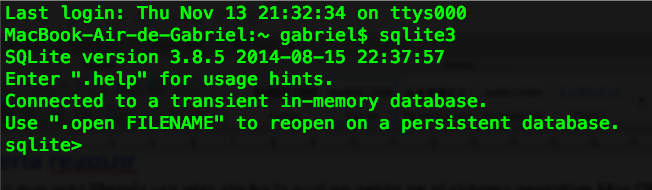 Last login: Thu Nov 13 21:32:34 on ttys000
MacBook-Air-de-Gabriel:~ gabriel$ sqlite3
SQLite version 3.8.5 2014-08-15 22:37:57
Enter ".help" for usage hints.
Connected to a transient in-memory database.
Use ".open FILENAME" to reopen on a persistent database.
sqlite>